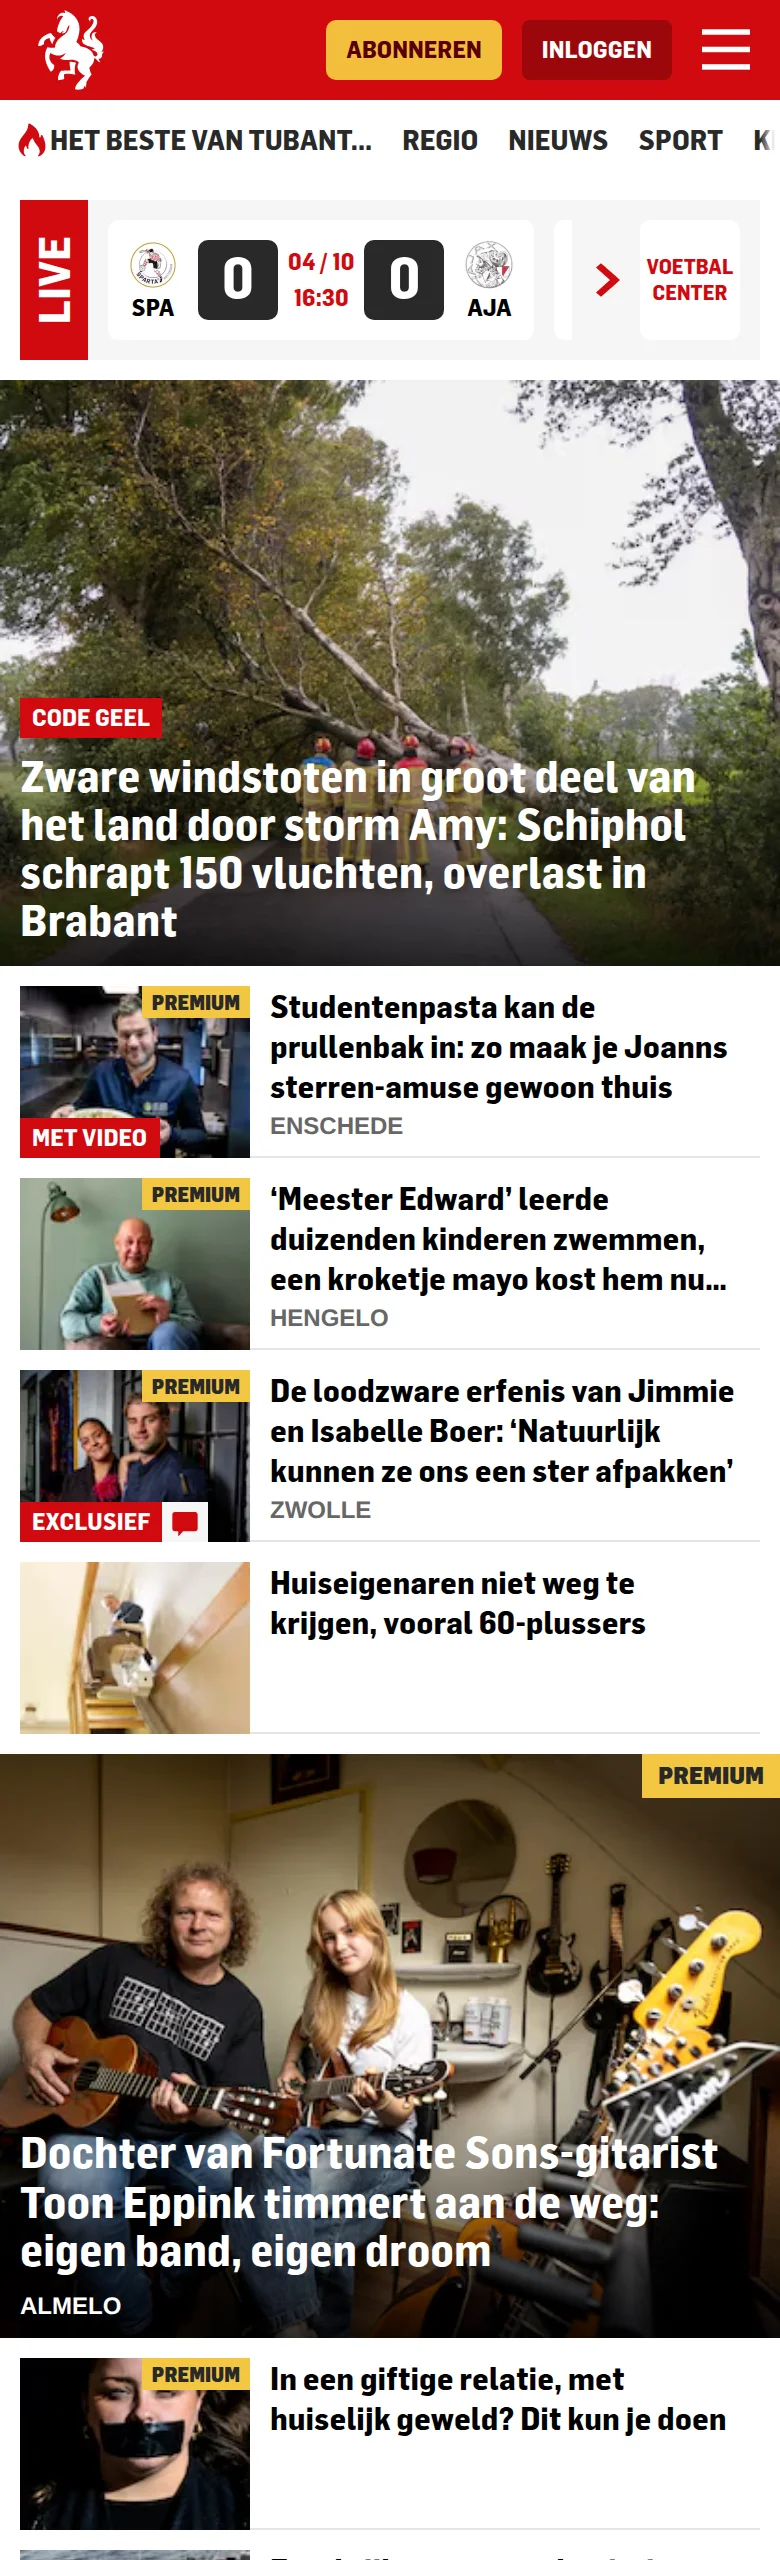 ABONNEREN
INLOGGEN
HET BESTE VAN TUBANT...
REGIO
NIEUWS
SPORT
LIVE
SPARTA
SPA
0
04 / 10
16:30
0
AJA
VOETBAL
CENTER
CODE GEEL
Zware windstoten in groot deel van
het land door storm Amy: Schiphol
schrapt 150 vluchten, overlast in
Brabant
PREMIUM
MET VIDEO
Studentenpasta kan de
prullenbak in: zo maak je Joanns
sterren-amuse gewoon thuis
ENSCHEDE
PREMIUM
‘Meester Edward’ leerde
duizenden kinderen zwemmen,
een kroketje mayo kost hem nu...
HENGELO
PREMIUM
EXCLUSIEF
De loodzware erfenis van Jimmie
en Isabelle Boer: ‘Natuurlijk
kunnen ze ons een ster afpakken’
ZWOLLE
Huiseigenaren niet weg te
krijgen, vooral 60-plussers
PREMIUM
Fender
Jackson
Dochter van Fortunate Sons-gitarist
Toon Eppink timmert aan de weg:
eigen band, eigen droom
ALMELO
PREMIUM
In een giftige relatie, met
huiselijk geweld? Dit kun je doen